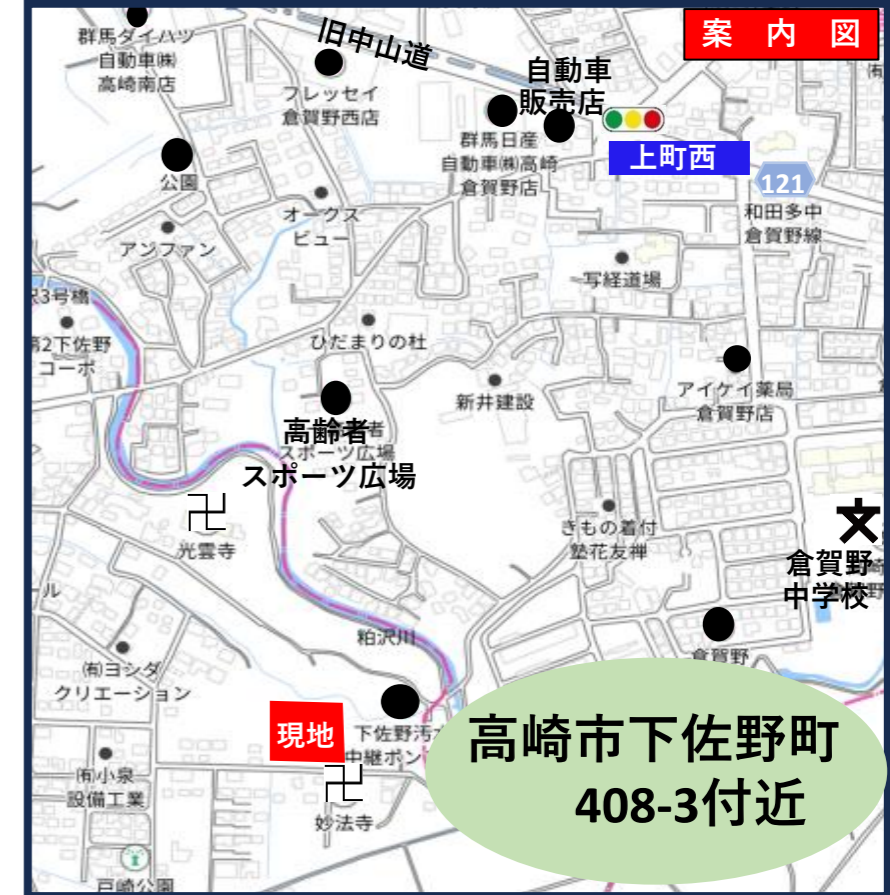 案内図
群馬ダイハツ
自動車㈱
高崎南店
旧中山道
フレッセイ
倉賀野西店
自動車
販売店
群馬日産
自動車㈱高崎
倉賀野店
上町西
121
和田多中
倉賀野線
公園
アンファン
オークス
ビュー
写経道場
沢3号橋
第2下佐野
コーポ
ひだまりの杜
新井建設
アイケイ薬局
倉賀野店
高齢者
スポーツ広場
スポーツ広場
光雲寺
きもの着付
塾花友禅
倉賀野
中学校
ール
粕沢川
倉賀野
㈲ヨシダ
クリエーション
現地
下佐野汚水
中継ポン
妙法寺
㈲小泉
設備工業
戸崎公園
高崎市下佐野町
408-3付近